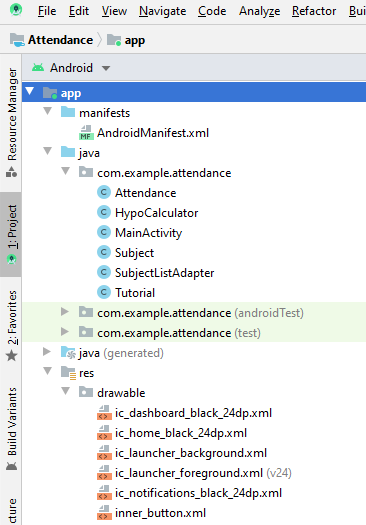 File Edit View Navigate Code Analyze Refactor Bui
Attendance app
Android
app
manifests
AndroidManifest.xml
java
com.example.attendance
Attendance
HypoCalculator
MainActivity
Subject
SubjectListAdapter
Tutorial
com.example.attendance (androidTest)
com.example.attendance (test)
java (generated)
res
drawable
ic_dashboard_black_24dp.xml
ic_home_black_24dp.xml
ic_launcher_background.xml
ic_launcher_foreground.xml (v24)
ic_notifications_black_24dp.xml
inner_button.xml
Resource Manager
1: Project
2: Favorites
Build Variants
cture